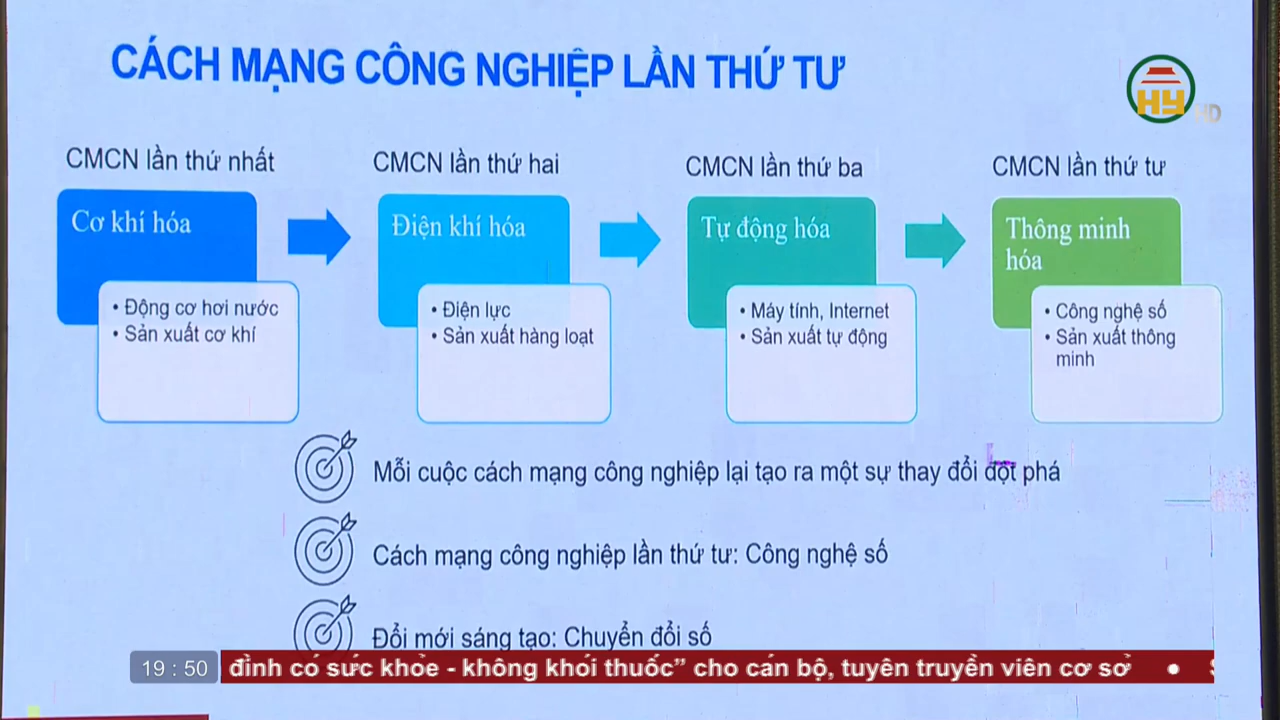 CÁCH MẠNG CÔNG NGHIỆP LẦN THỨ TƯ
HY
HD
CMCN lần thứ nhất
CMCN lần thứ hai
CMCN lần thứ ba
CMCN lần thứ tư
Cơ khí hóa
Điện khí hóa
Tự động hóa
Thông minh
hóa
• Động cơ hơi nước
• Sản xuất cơ khí
• Điện lực
• Sản xuất hàng loạt
• Máy tính, Internet
• Sản xuất tự động
• Công nghệ số
• Sản xuất thông
minh
Mỗi cuộc cách mạng công nghiệp lại tạo ra một sự thay đổi đột phá
Cách mạng công nghiệp lần thứ tư: Công nghệ số
Đổi mới sáng tạo: Chuyển đổi số
19 : 50
đình có sức khỏe - không khói thuốc” cho cán bộ, tuyên truyền viên cơ sở •